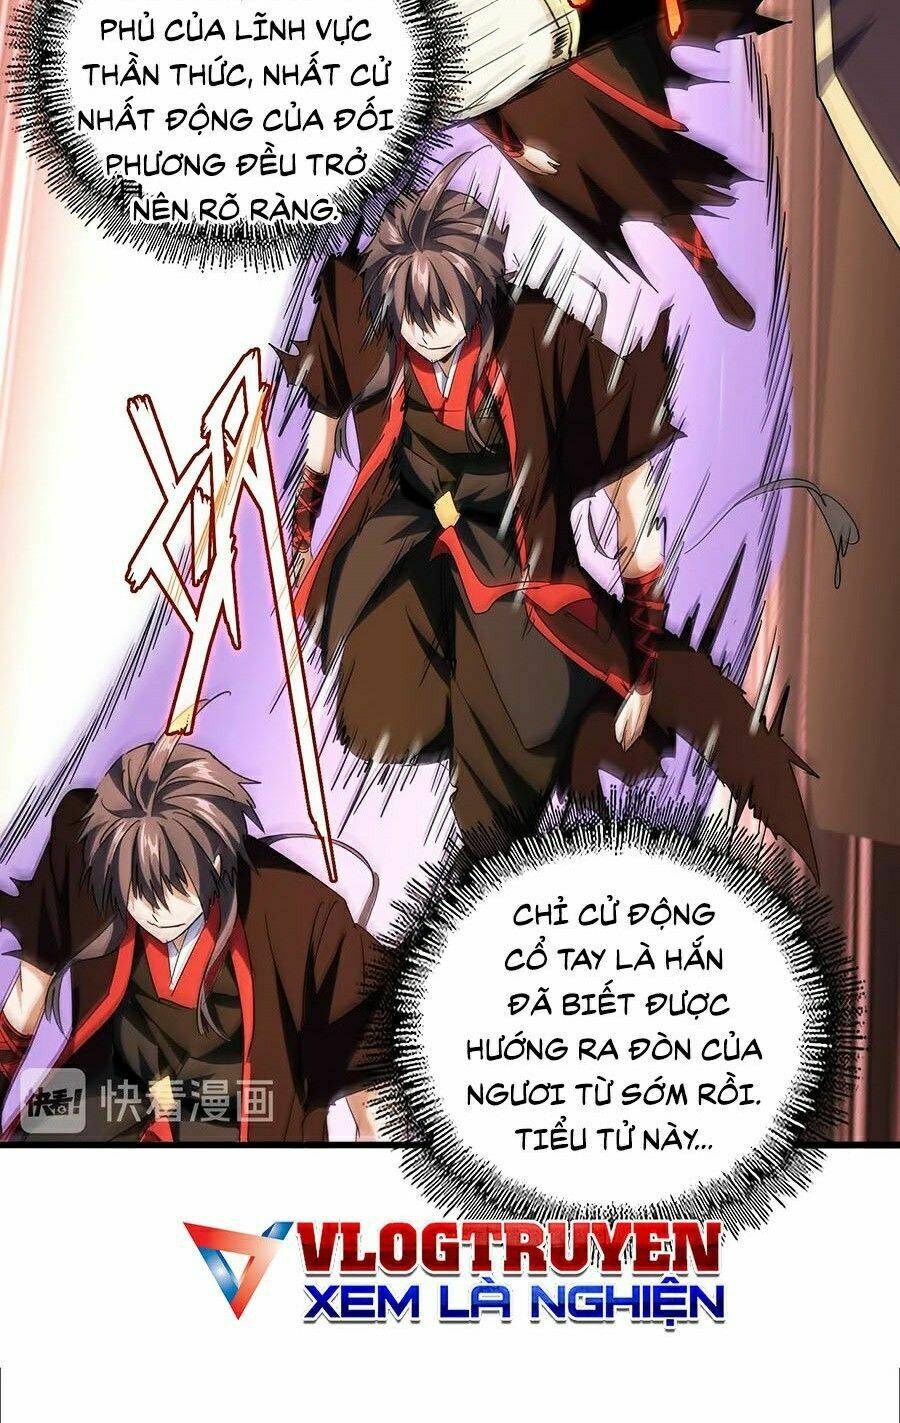 PHỦ CỦA LĨNH VỰC
THẦN THỨC, NHẤT CỬ
NHẤT ĐỘNG CỦA ĐỐI
PHƯƠNG ĐỀU TRỞ
NÊN RÕ RÀNG.
CHỈ CỬ ĐỘNG
CỔ TAY LÀ HẮN
ĐÃ BIẾT ĐƯỢC
HƯỚNG RA ĐÒN CỦA
NGƯƠI TỪ SỚM RỒI.
TIỂU TỬ NÀY...
快看! 快看漫画
VLOGTRUYEN
XEM LÀ NGHIỆN